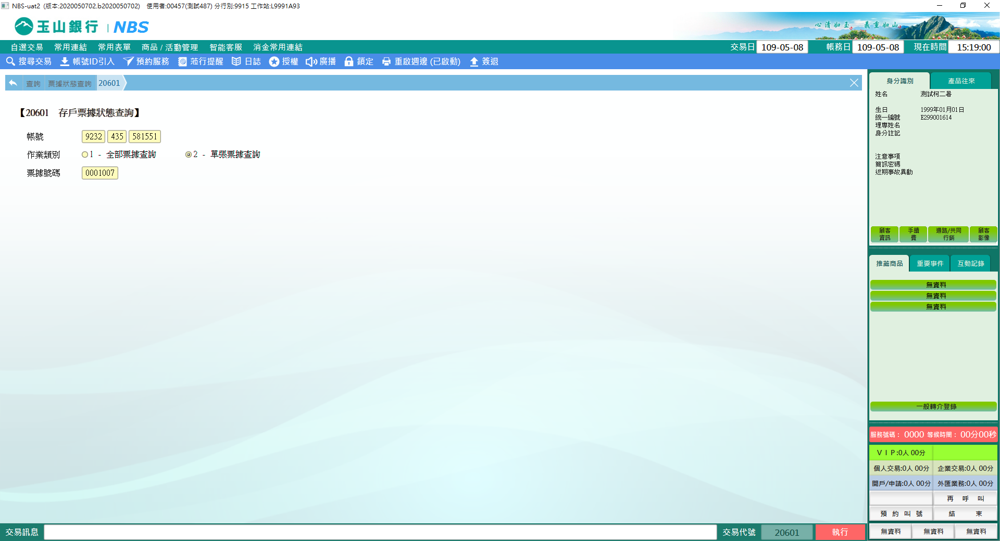 NBS-uat2 (版本:2020050702.b2020050702) 使用者:00457(測試487) 分行別:9915 工作站:L9991A93
玉山銀行 | NBS
心清如玉 義重如山
自選交易 常用連結 常用表單 商品 / 活動管理 智能客服 消金常用連結 交易日 109-05-08 帳務日 109-05-08 現在時間 15:19:00
搜尋交易 帳號ID引入 預約服務 蒞行提醒 日誌 授權 廣播 鎖定 重啟週邊 (已啟動) 簽退
查詢 票據狀態查詢 20601
【20601 存戶票據狀態查詢】
帳號 9232 435 581551
作業類別 1 - 全部票據查詢 2 - 單張票據查詢
票據號碼 0001007
身分識別 產品往來
姓名 測試柯二暑
生日 1999年01月01日
統一編號 E299001614
理專姓名
身分註記
注意事項
簡訊密碼
近期事故異動
顧客資訊 手續費 通路/共同行銷 顧客影像
推薦商品 重要事件 互動記錄
無資料
無資料
無資料
一般轉介登錄
服務號碼： 0000 等候時間： 00分00秒
ＶＩＰ:0人 00分
個人交易:0人 00分 企業交易:0人 00分
開戶/申請:0人 00分 外匯業務:0人 00分
再 呼 叫
預 約 叫 號 結 束
無資料 無資料 無資料
交易訊息 交易代號 20601 執行